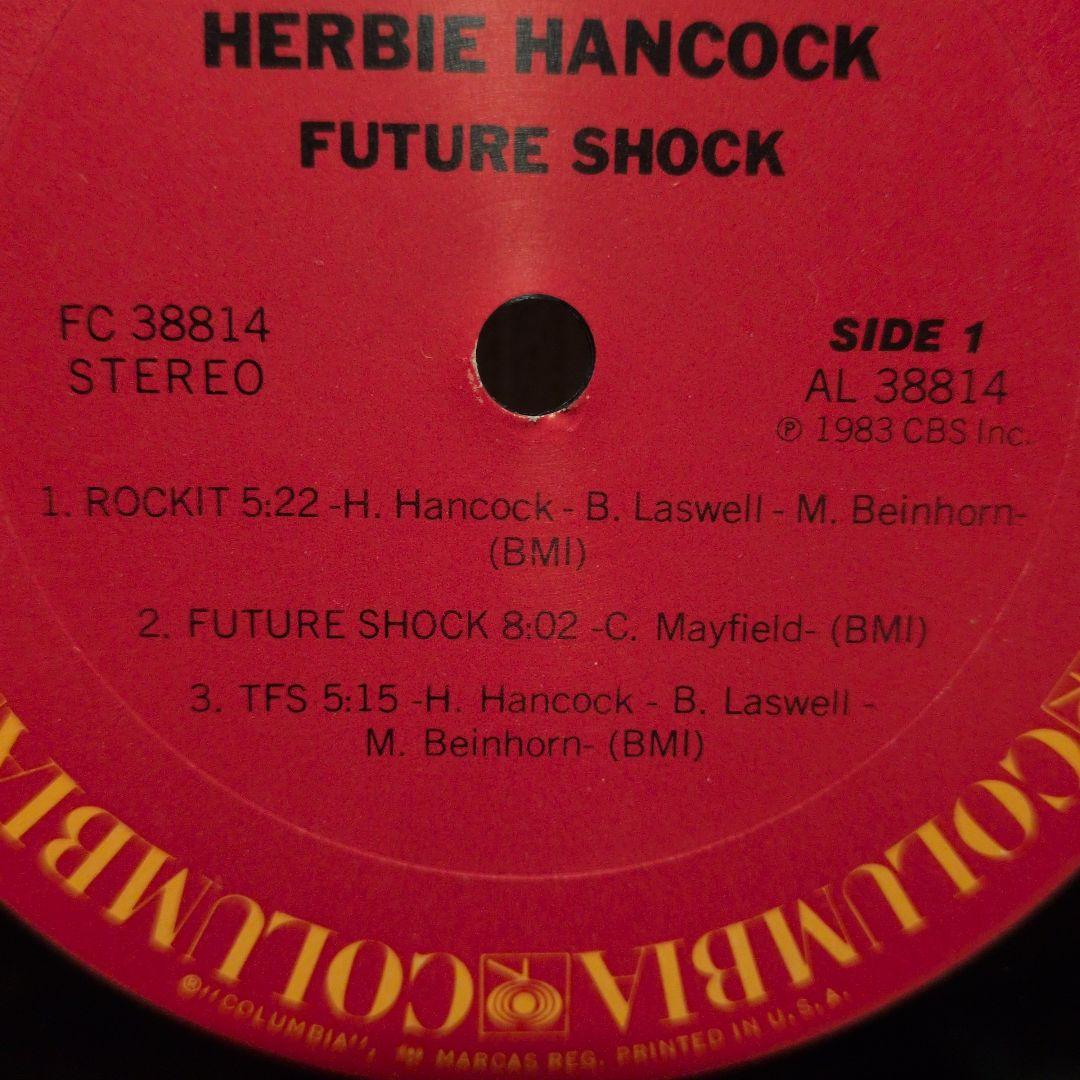 HERBIE HANCOCK
FUTURE SHOCK
FC 38814
STEREO
SIDE 1
AL 38814
℗ 1983 CBS Inc.
1. ROCKIT 5:22 -H. Hancock - B. Laswell - M. Beinhorn-
(BMI)
2. FUTURE SHOCK 8:02 -C. Mayfield- (BMI)
3. TFS 5:15 -H. Hancock - B. Laswell -
M. Beinhorn- (BMI)
COLUMBIA COLUMBIA COLUMBIA
®"COLUMBIA", MARCAS REG. PRINTED IN U.S.A.